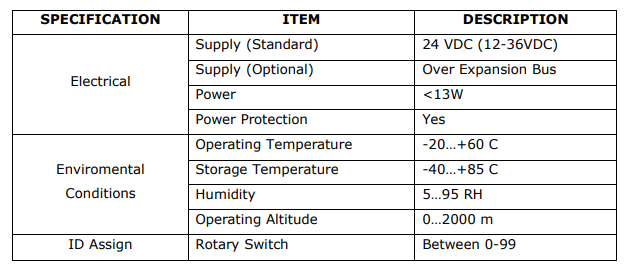 SPECIFICATION ITEM DESCRIPTION
Electrical
Supply (Standard) 24 VDC (12-36VDC)
Supply (Optional) Over Expansion Bus
Power <13W
Power Protection Yes
Enviromental
Conditions
Operating Temperature -20…+60 C
Storage Temperature -40…+85 C
Humidity 5…95 RH
Operating Altitude 0…2000 m
ID Assign Rotary Switch Between 0-99